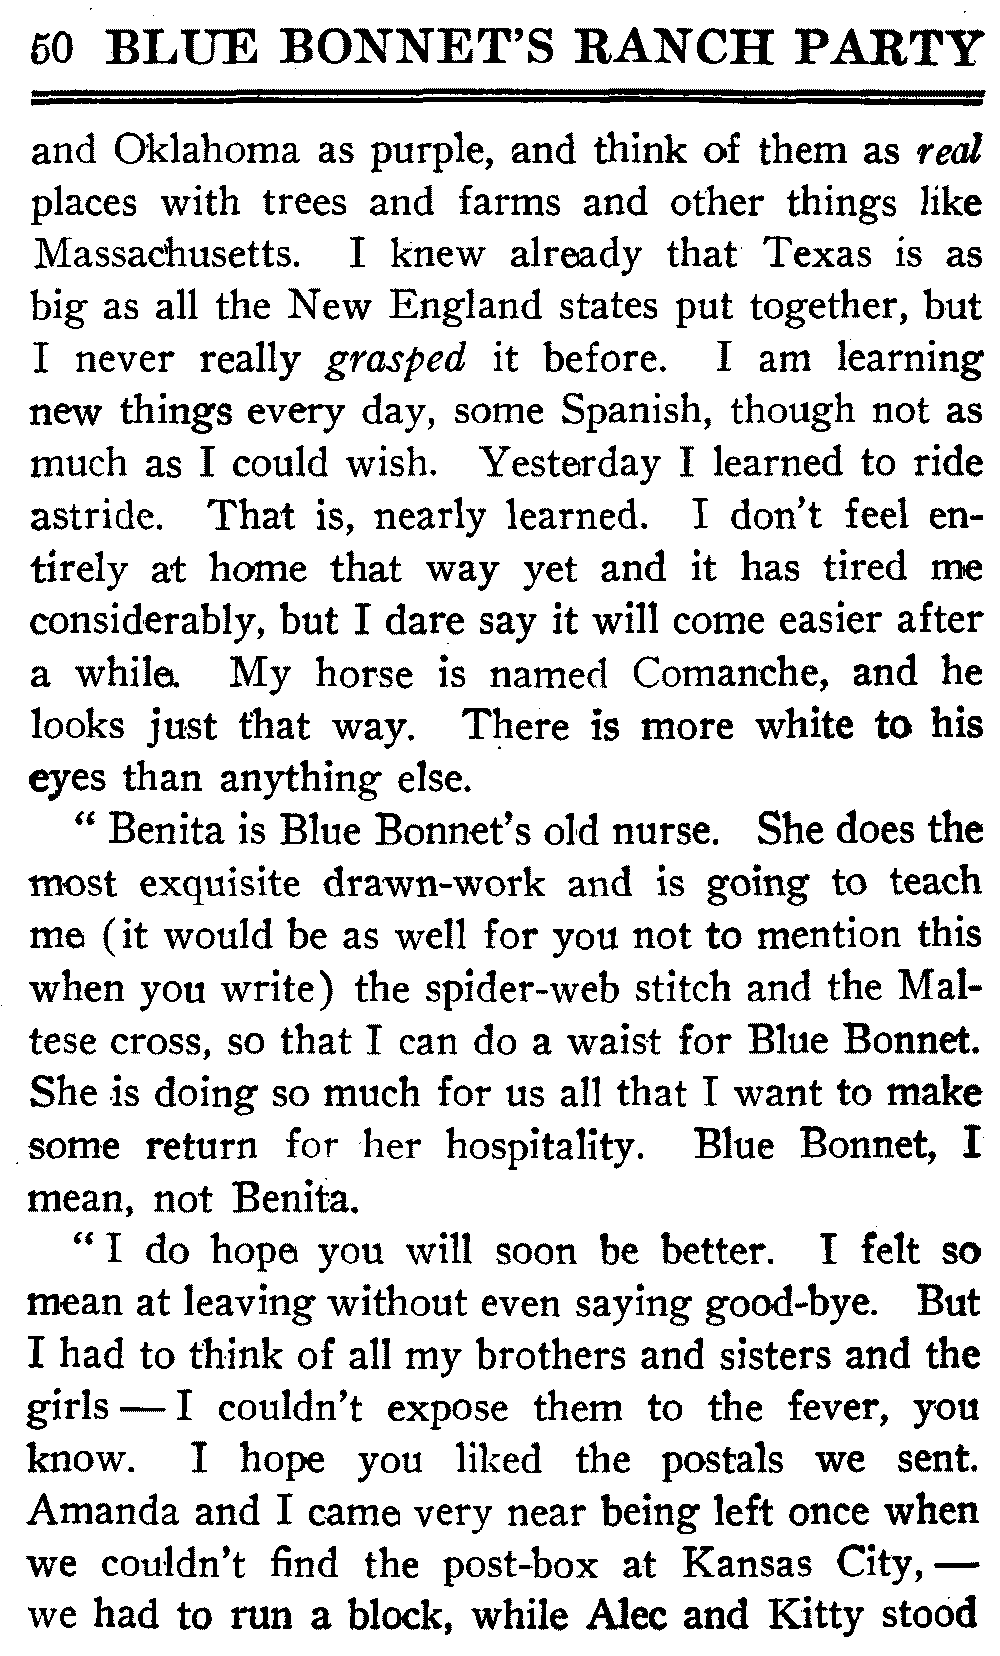 60 BLUE BONNET'S RANCH PARTY
and Oklahoma as purple, and think of them as real
places with trees and farms and other things like
Massachusetts. I knew already that Texas is as
big as all the New England states put together, but
I never really grasped it before. I am learning
new things every day, some Spanish, though not as
much as I could wish. Yesterday I learned to ride
astride. That is, nearly learned. I don't feel en-
tirely at home that way yet and it has tired me
considerably, but I dare say it will come easier after
a while. My horse is named Comanche, and he
looks just that way. There is more white to his
eyes than anything else.
" Benita is Blue Bonnet's old nurse. She does the
most exquisite drawn-work and is going to teach
me (it would be as well for you not to mention this
when you write) the spider-web stitch and the Mal-
tese cross, so that I can do a waist for Blue Bonnet.
She is doing so much for us all that I want to make
some return for her hospitality. Blue Bonnet, I
mean, not Benita.
" I do hope you will soon be better. I felt so
mean at leaving without even saying good-bye. But
I had to think of all my brothers and sisters and the
girls — I couldn't expose them to the fever, you
know. I hope you liked the postals we sent.
Amanda and I came very near being left once when
we couldn't find the post-box at Kansas City, —
we had to run a block, while Alec and Kitty stood